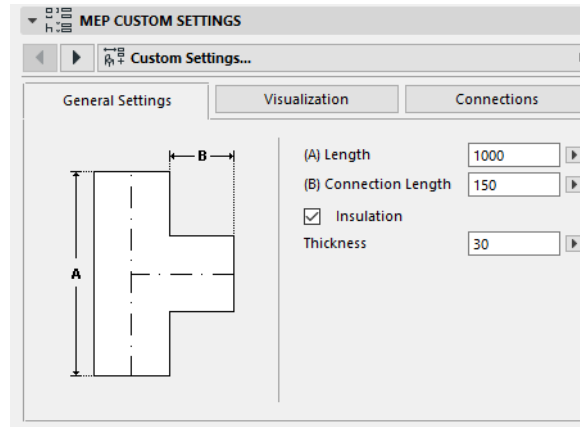 MEP CUSTOM SETTINGS
Custom Settings...
General Settings
Visualization
Connections
B
A
(A) Length 1000
(B) Connection Length 150
Insulation
Thickness 30